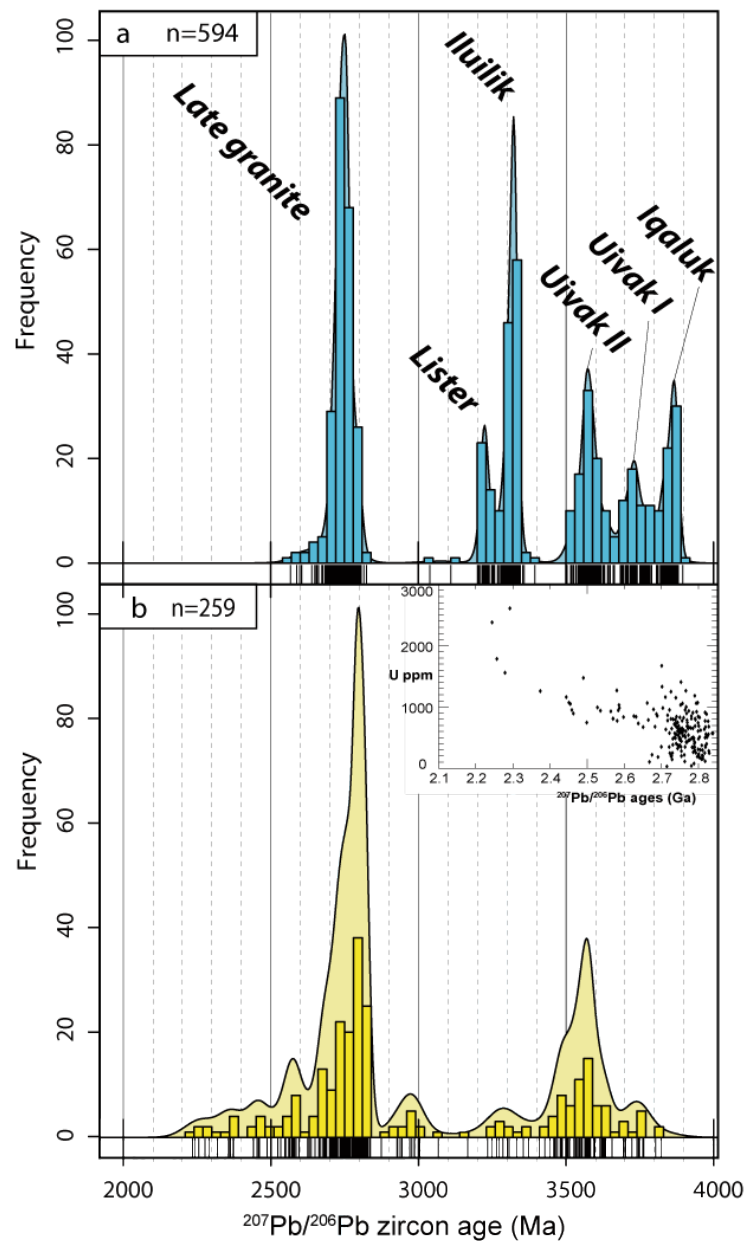 a n=594
100
80
60
40
20
0
Frequency
Late granite
Lister
Iluilik
Uivak II
Uivak I
Iqaluk
b n=259
100
80
60
40
20
0
Frequency
3000
2000
1000
0
U ppm
2.1 2.2 2.3 2.4 2.5 2.6 2.7 2.8
²⁰⁷Pb/²⁰⁶Pb ages (Ga)
2000 2500 3000 3500 4000
²⁰⁷Pb/²⁰⁶Pb zircon age (Ma)